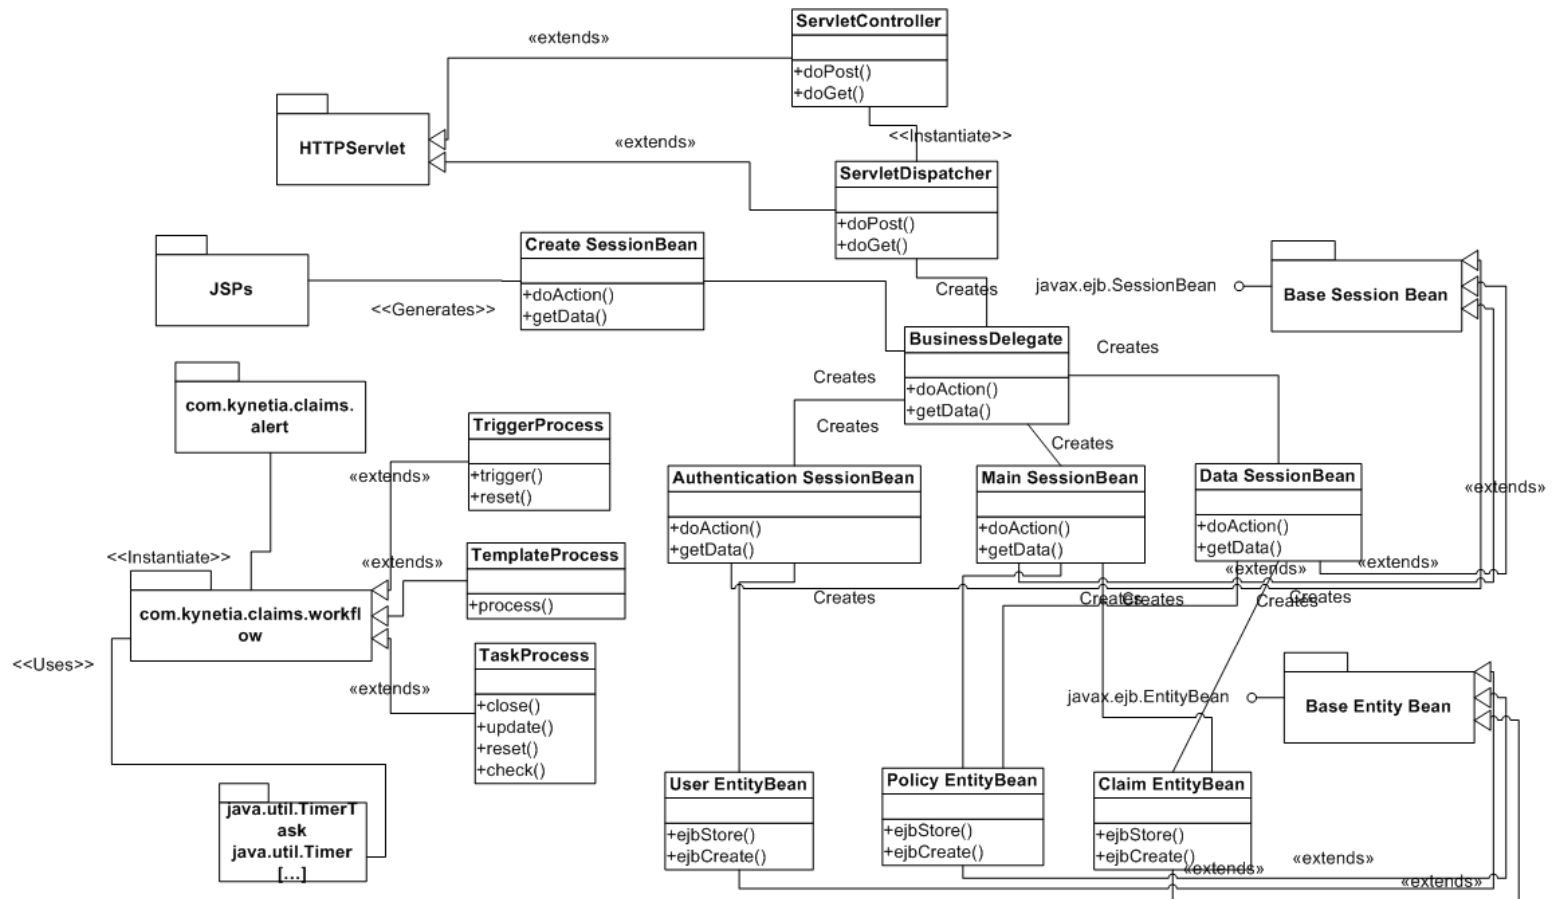 ServletController
«extends»
+doPost()
+doGet()
<<Instantiate>>
HTTPServlet
«extends»
ServletDispatcher
+doPost()
+doGet()
Create SessionBean
+doAction()
+getData()
JSPs
<<Generates>>
Creates
javax.ejb.SessionBean
Base Session Bean
BusinessDelegate
+doAction()
+getData()
Creates
Creates
Creates
Creates
com.kynetia.claims.
alert
TriggerProcess
+trigger()
+reset()
«extends»
Authentication SessionBean
+doAction()
+getData()
Main SessionBean
+doAction()
+getData()
Data SessionBean
+doAction()
+getData()
«extends»
<<Instantiate>>
«extends»
TemplateProcess
+process()
«extends»
«extends»
Creates
Creates
Creates
Creates
Creates
com.kynetia.claims.workfl
ow
<<Uses>>
TaskProcess
+close()
+update()
+reset()
+check()
«extends»
javax.ejb.EntityBean
Base Entity Bean
java.util.TimerT
ask
java.util.Timer
[...]
User EntityBean
+ejbStore()
+ejbCreate()
Policy EntityBean
+ejbStore()
+ejbCreate()
Claim EntityBean
+ejbStore()
+ejbCreate()
«extends»
«extends»
«extends»